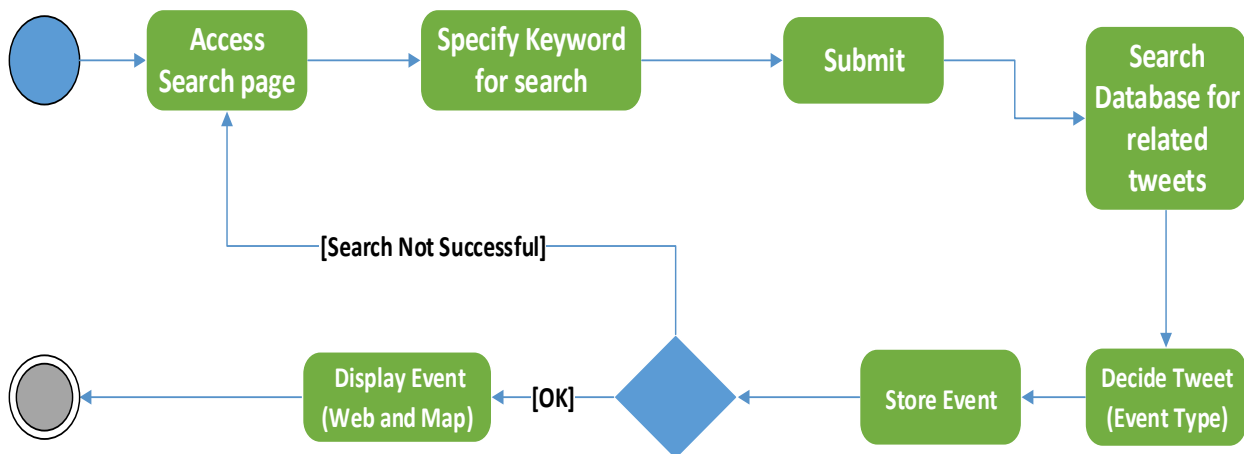 Access
Search page
Specify Keyword
for search
Submit
Search
Database for
related
tweets
[Search Not Successful]
Display Event
(Web and Map)
[OK]
Store Event
Decide Tweet
(Event Type)